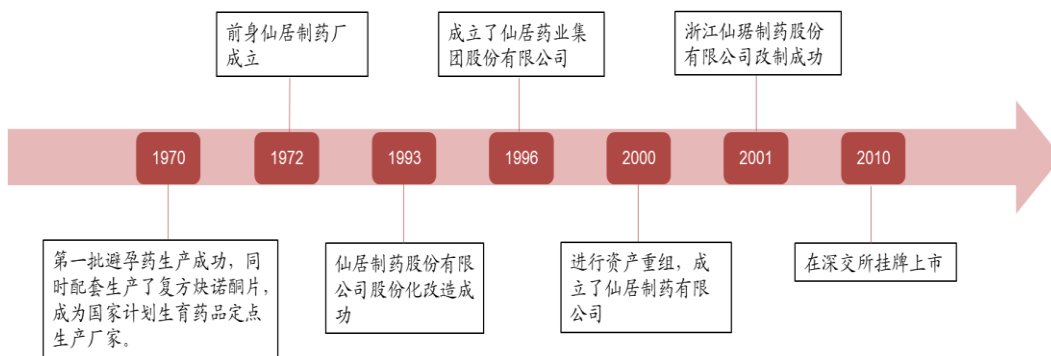 前身仙居制药厂
成立
成立了仙居药业集
团股份有限公司
浙江仙琚制药股份
有限公司改制成功
1970
1972
1993
1996
2000
2001
2010
第一批避孕药生产成功，同
时配套生产了复方炔诺酮片，
成为国家计划生育药品定点
生产厂家。
仙居制药股份有限
公司股份化改造成
功
进行资产重组，成
立了仙居制药有限
公司
在深交所挂牌上市